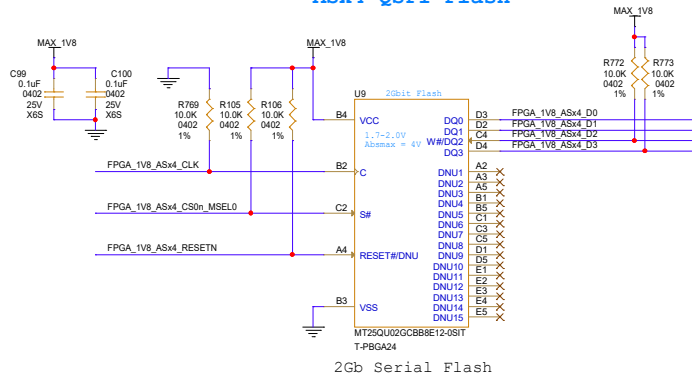 ASx4 QSPI Flash
MAX_1V8
MAX_1V8
MAX_1V8
C99
0.1uF
0402
25V
X6S
C100
0.1uF
0402
25V
X6S
R769
10.0K
0402
1%
R105
10.0K
0402
1%
R106
10.0K
0402
1%
R772
10.0K
0402
1%
R773
10.0K
0402
1%
U9
2Gbit Flash
1.7-2.0V
Absmax = 4V
B4 VCC
B2 C
C2 S#
A4 RESET#/DNU
B3 VSS
FPGA_1V8_ASx4_CLK
FPGA_1V8_ASx4_CS0n_MSEL0
FPGA_1V8_ASx4_RESETN
DQ0 D3 FPGA_1V8_ASx4_D0
DQ1 D2 FPGA_1V8_ASx4_D1
W#/DQ2 C4 FPGA_1V8_ASx4_D2
DQ3 D4 FPGA_1V8_ASx4_D3
DNU1 A2
DNU2 A3
DNU3 A5
DNU4 B1
DNU5 B5
DNU6 C1
DNU7 C3
DNU8 C5
DNU9 D1
DNU10 D5
DNU11 E1
DNU12 E2
DNU13 E3
DNU14 E4
DNU15 E5
MT25QU02GCBB8E12-0SIT
T-PBGA24
2Gb Serial Flash